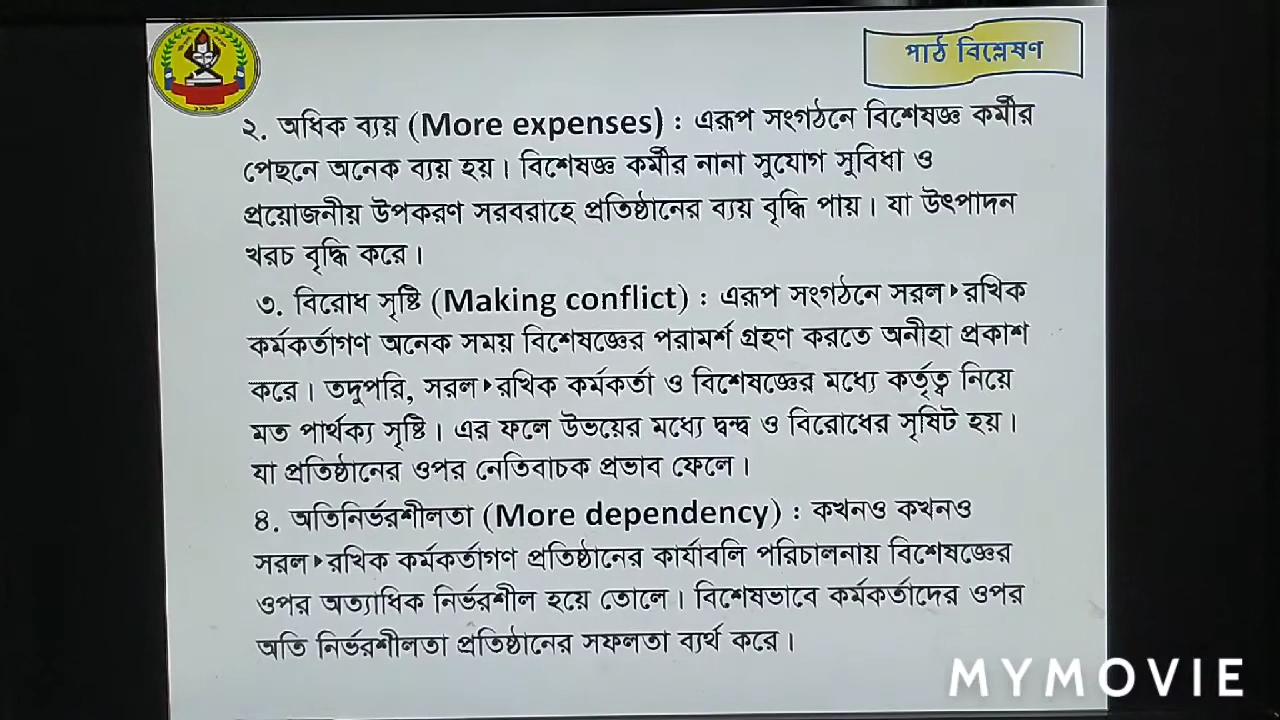 পাঠ বিশ্লেষণ
২. অধিক ব্যয় (More expenses) : এরূপ সংগঠনে বিশেষজ্ঞ কর্মীর
পেছনে অনেক ব্যয় হয়। বিশেষজ্ঞ কর্মীর নানা সুযোগ সুবিধা ও
প্রয়োজনীয় উপকরণ সরবরাহে প্রতিষ্ঠানের ব্যয় বৃদ্ধি পায়। যা উৎপাদন
খরচ বৃদ্ধি করে।
৩. বিরোধ সৃষ্টি (Making conflict) : এরূপ সংগঠনে সরল‣রখিক
কর্মকর্তাগণ অনেক সময় বিশেষজ্ঞের পরামর্শ গ্রহণ করতে অনীহা প্রকাশ
করে। তদুপরি, সরল‣রখিক কর্মকর্তা ও বিশেষজ্ঞের মধ্যে কর্তৃত্ব নিয়ে
মত পার্থক্য সৃষ্টি। এর ফলে উভয়ের মধ্যে দ্বন্দ্ব ও বিরোধের সৃষিট হয়।
যা প্রতিষ্ঠানের ওপর নেতিবাচক প্রভাব ফেলে।
৪. অতিনির্ভরশীলতা (More dependency) : কখনও কখনও
সরল‣রখিক কর্মকর্তাগণ প্রতিষ্ঠানের কার্যাবলি পরিচালনায় বিশেষজ্ঞের
ওপর অত্যাধিক নির্ভরশীল হয়ে তোলে। বিশেষভাবে কর্মকর্তাদের ওপর
অতি নির্ভরশীলতা প্রতিষ্ঠানের সফলতা ব্যর্থ করে।
MYMOVIE